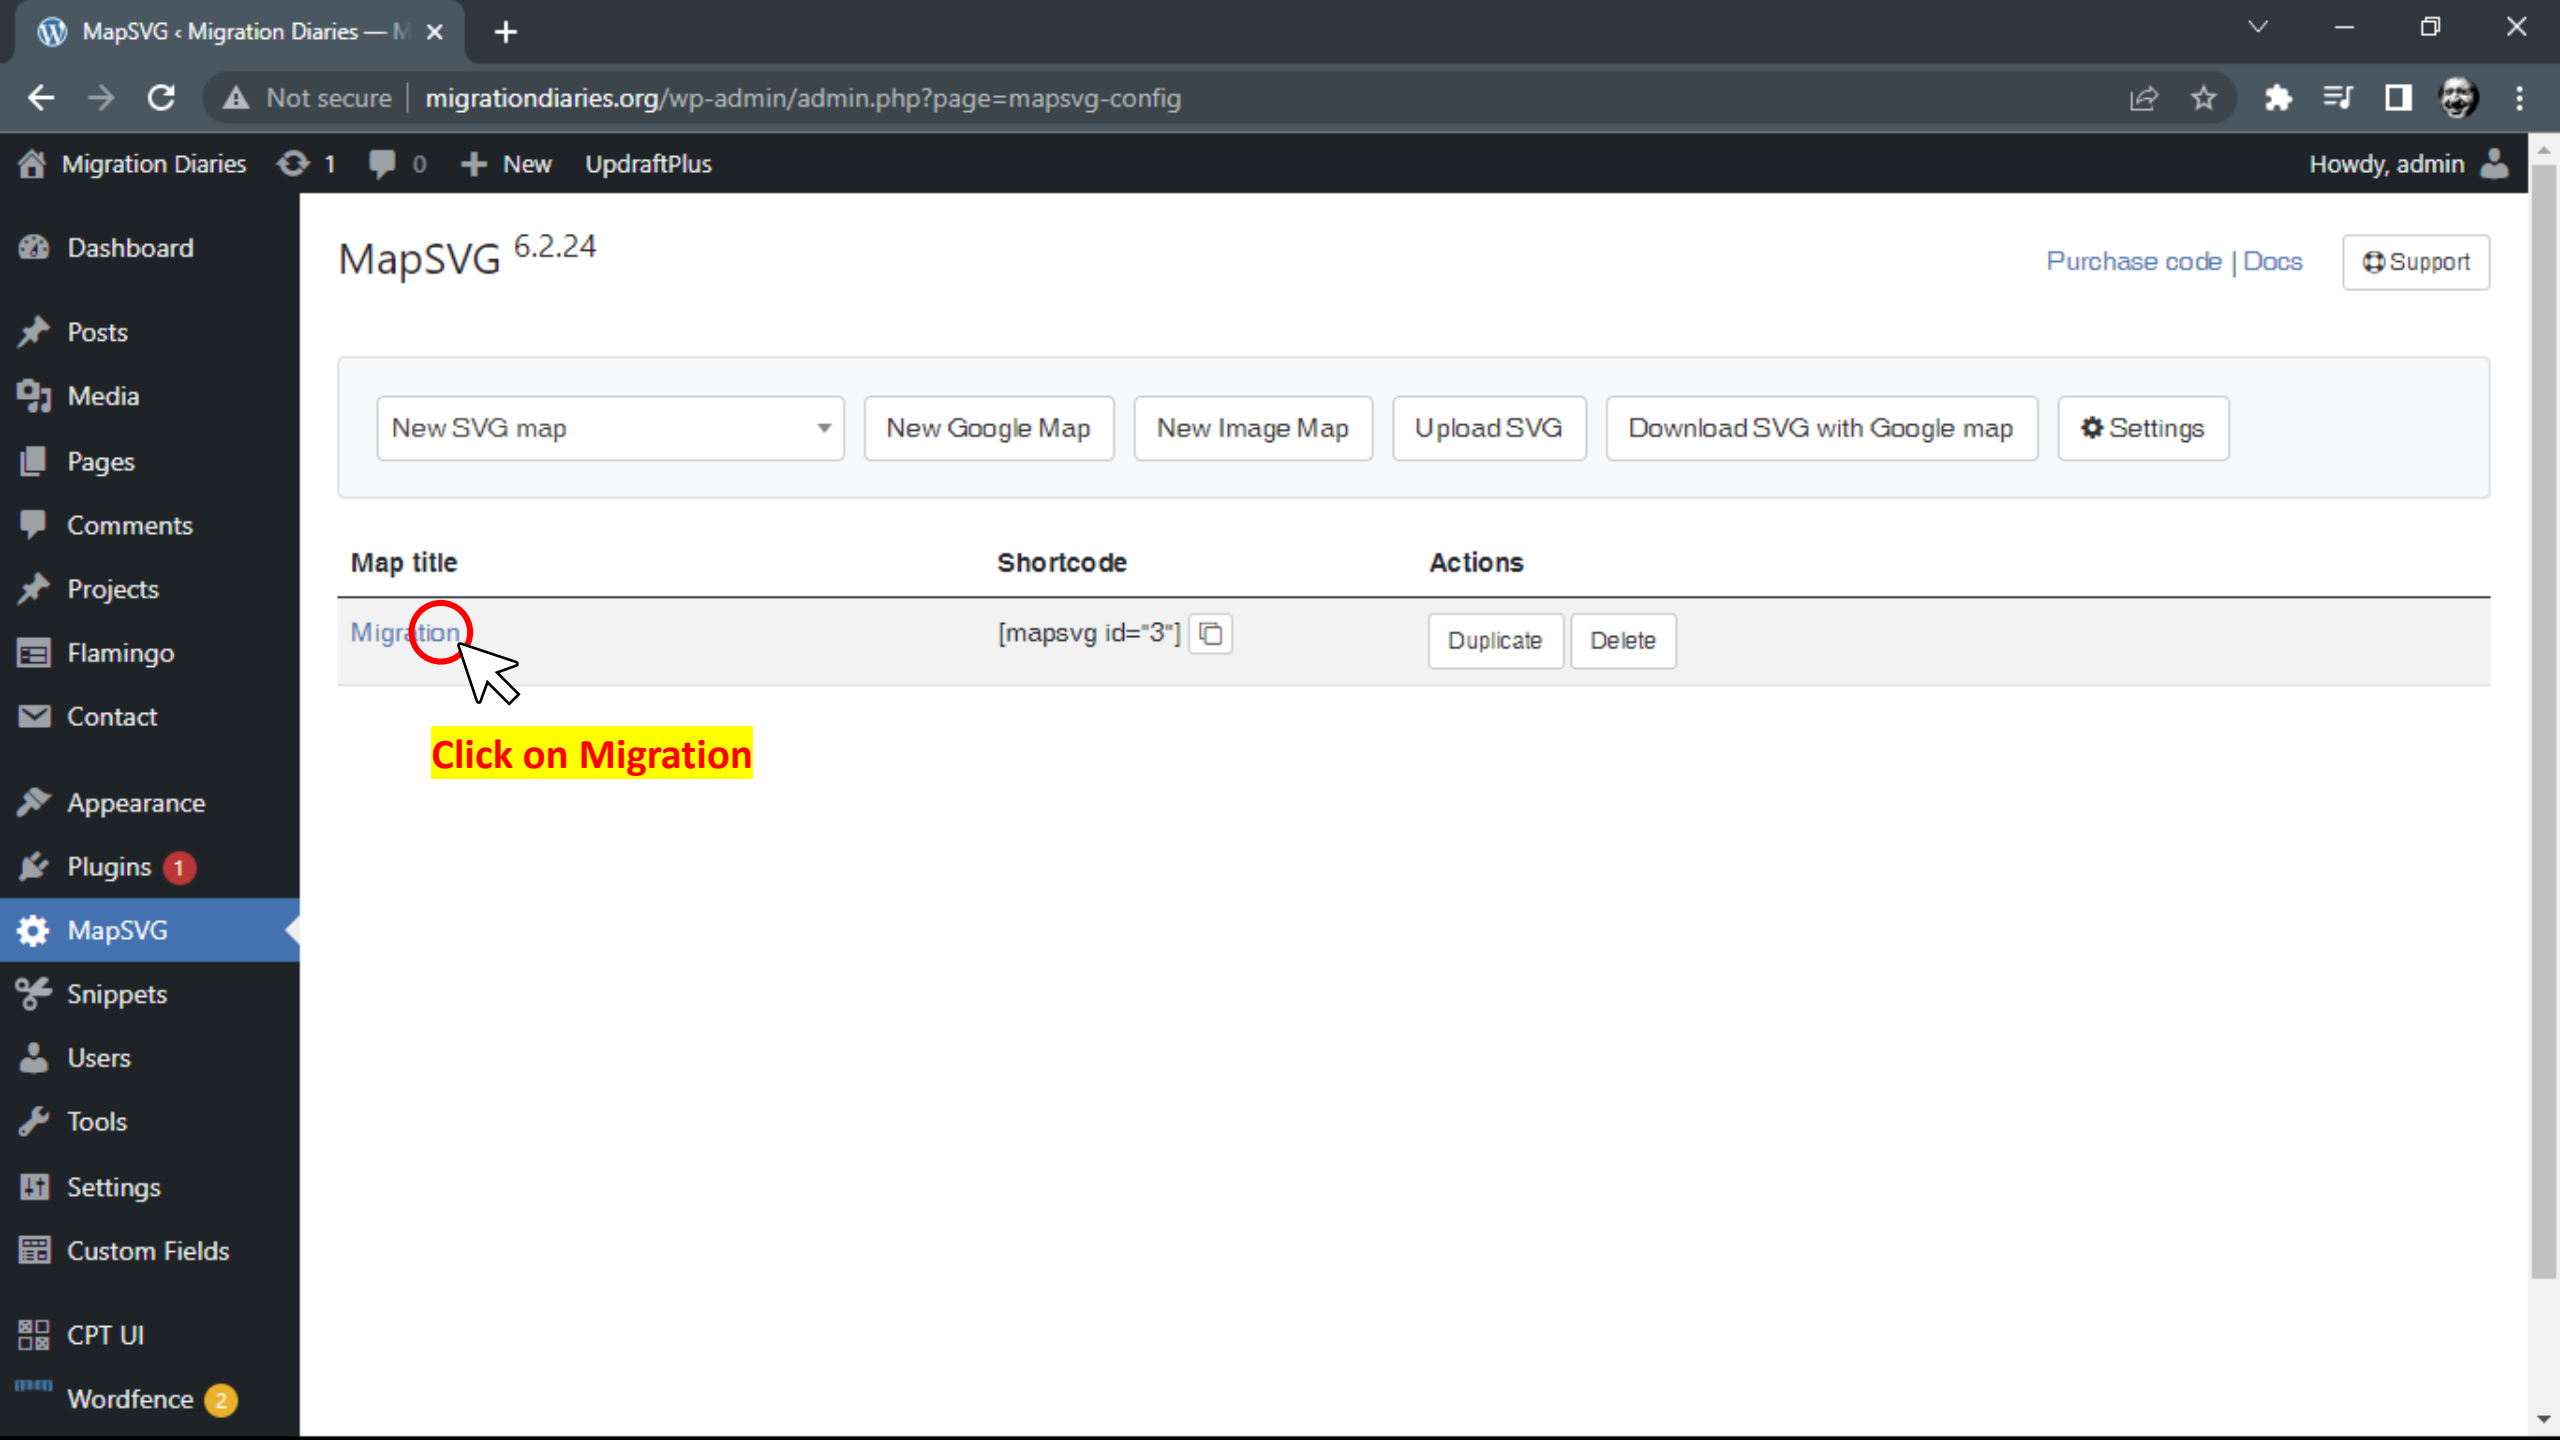 MapSVG ‹ Migration Diaries — M
Not secure
migrationdiaries.org/wp-admin/admin.php?page=mapsvg-config
Migration Diaries 1 0 New UpdraftPlus
Howdy, admin
Dashboard
Posts
Media
Pages
Comments
Projects
Flamingo
Contact
Appearance
Plugins 1
MapSVG
Snippets
Users
Tools
Settings
Custom Fields
CPT UI
Wordfence 2
MapSVG 6.2.24
Purchase code | Docs
Support
New SVG map
New Google Map
New Image Map
Upload SVG
Download SVG with Google map
Settings
Map title Shortcode Actions
Migration [mapsvg id="3"] Duplicate Delete
Click on Migration